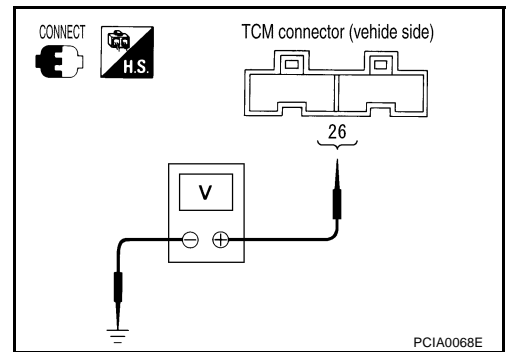 CONNECT
H.S.
TCM connector (vehide side)
26
V
PCIA0068E